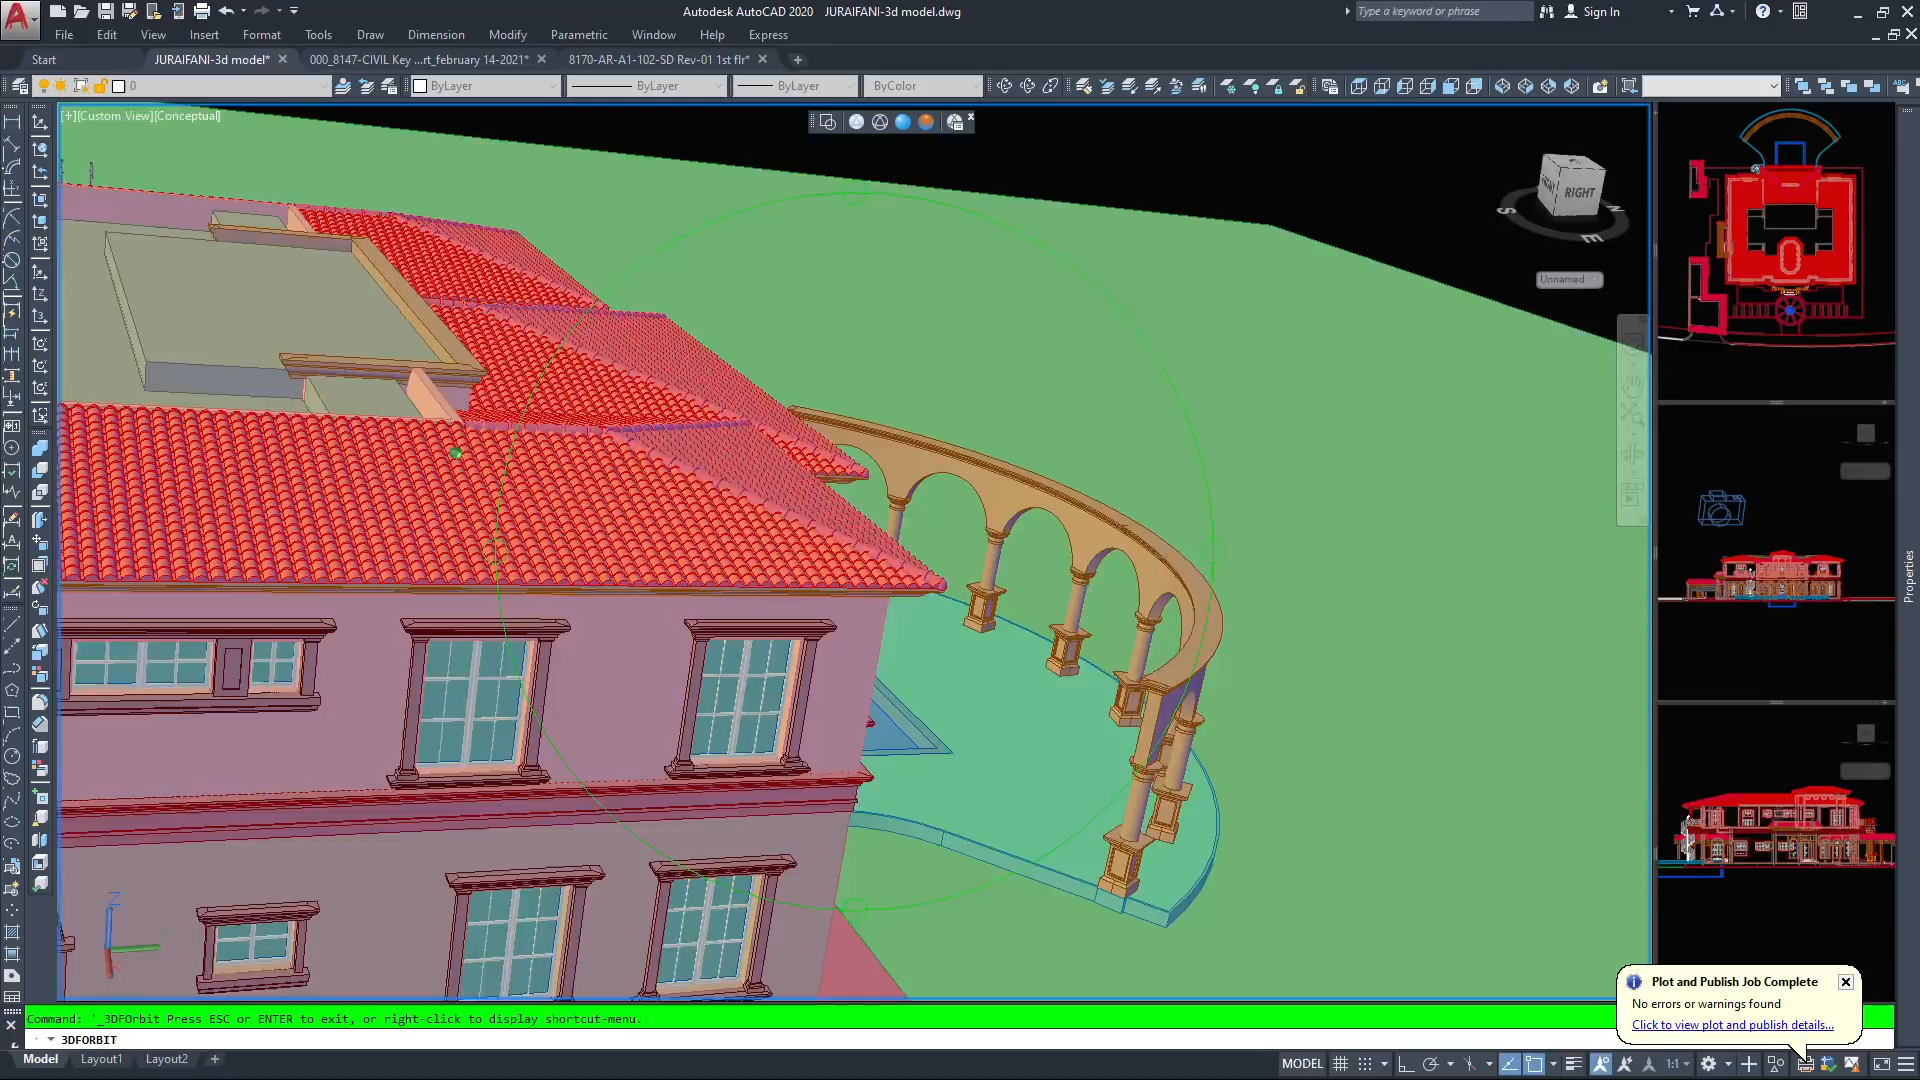 Autodesk AutoCAD 2020 JURAIFANI-3d model.dwg
Type a keyword or phrase
Sign In
File Edit View Insert Format Tools Draw Dimension Modify Parametric Window Help Express
Start
JURAIFANI-3d model*
000_8147-CIVIL Key ...rt_february 14-2021*
8170-AR-A1-102-SD Rev-01 1st flr*
0
ByLayer
ByLayer
ByLayer
ByColor
[+][Custom View][Conceptual]
RIGHT
S
N
E
Unnamed
Properties
Z
Plot and Publish Job Complete
No errors or warnings found
Click to view plot and publish details...
Command: '_3DFOrbit Press ESC or ENTER to exit, or right-click to display shortcut-menu.
3DFORBIT
Model Layout1 Layout2
MODEL
1:1